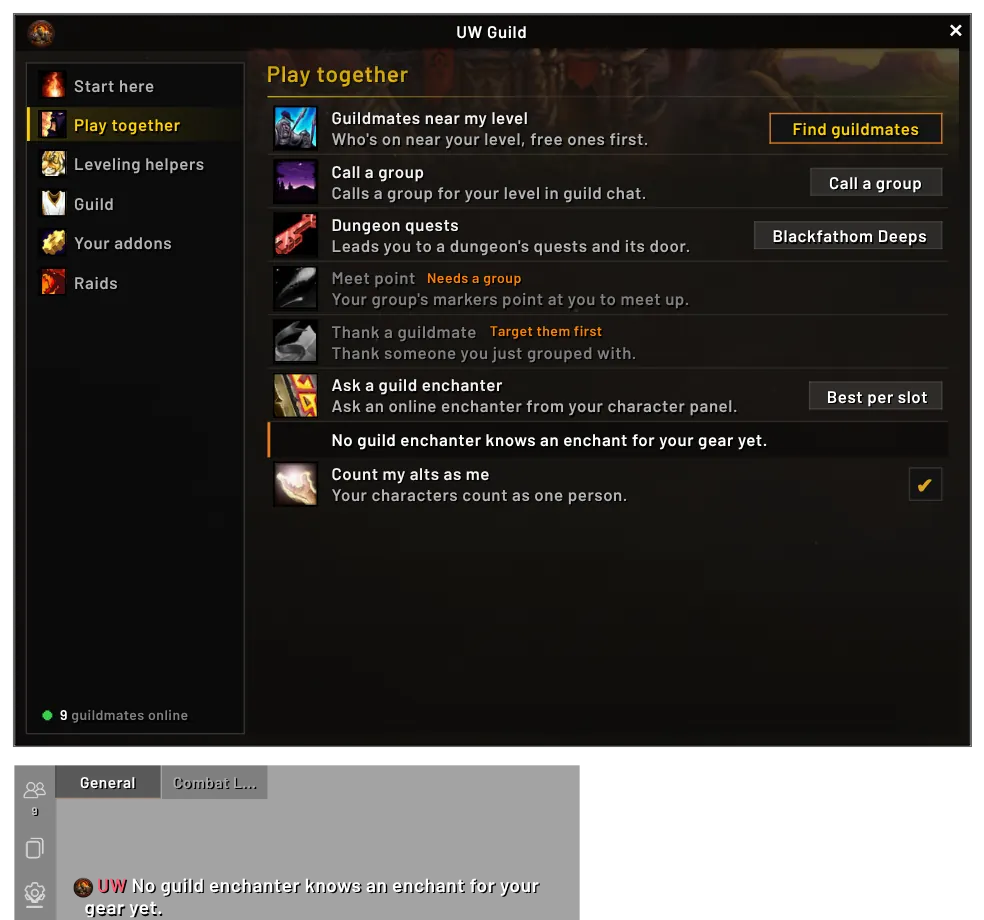 UW Guild
Start here
Play together
Leveling helpers
Guild
Your addons
Raids
9 guildmates online
Play together
Guildmates near my level
Who's on near your level, free ones first.
Find guildmates
Call a group
Calls a group for your level in guild chat.
Call a group
Dungeon quests
Leads you to a dungeon's quests and its door.
Blackfathom Deeps
Meet point Needs a group
Your group's markers point at you to meet up.
Thank a guildmate Target them first
Thank someone you just grouped with.
Ask a guild enchanter
Ask an online enchanter from your character panel.
Best per slot
No guild enchanter knows an enchant for your gear yet.
Count my alts as me
Your characters count as one person.
9
General
Combat L...
UW No guild enchanter knows an enchant for your
gear yet.